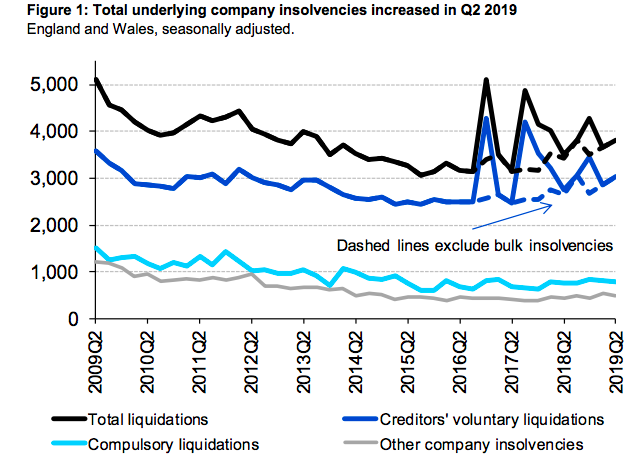 Figure 1: Total underlying company insolvencies increased in Q2 2019
England and Wales, seasonally adjusted.
5,000
4,000
3,000
2,000
1,000
0
Dashed lines exclude bulk insolvencies
2009Q2
2010Q2
2011Q2
2012Q2
2013Q2
2014Q2
2015Q2
2016Q2
2017Q2
2018Q2
2019Q2
Total liquidations
Creditors' voluntary liquidations
Compulsory liquidations
Other company insolvencies